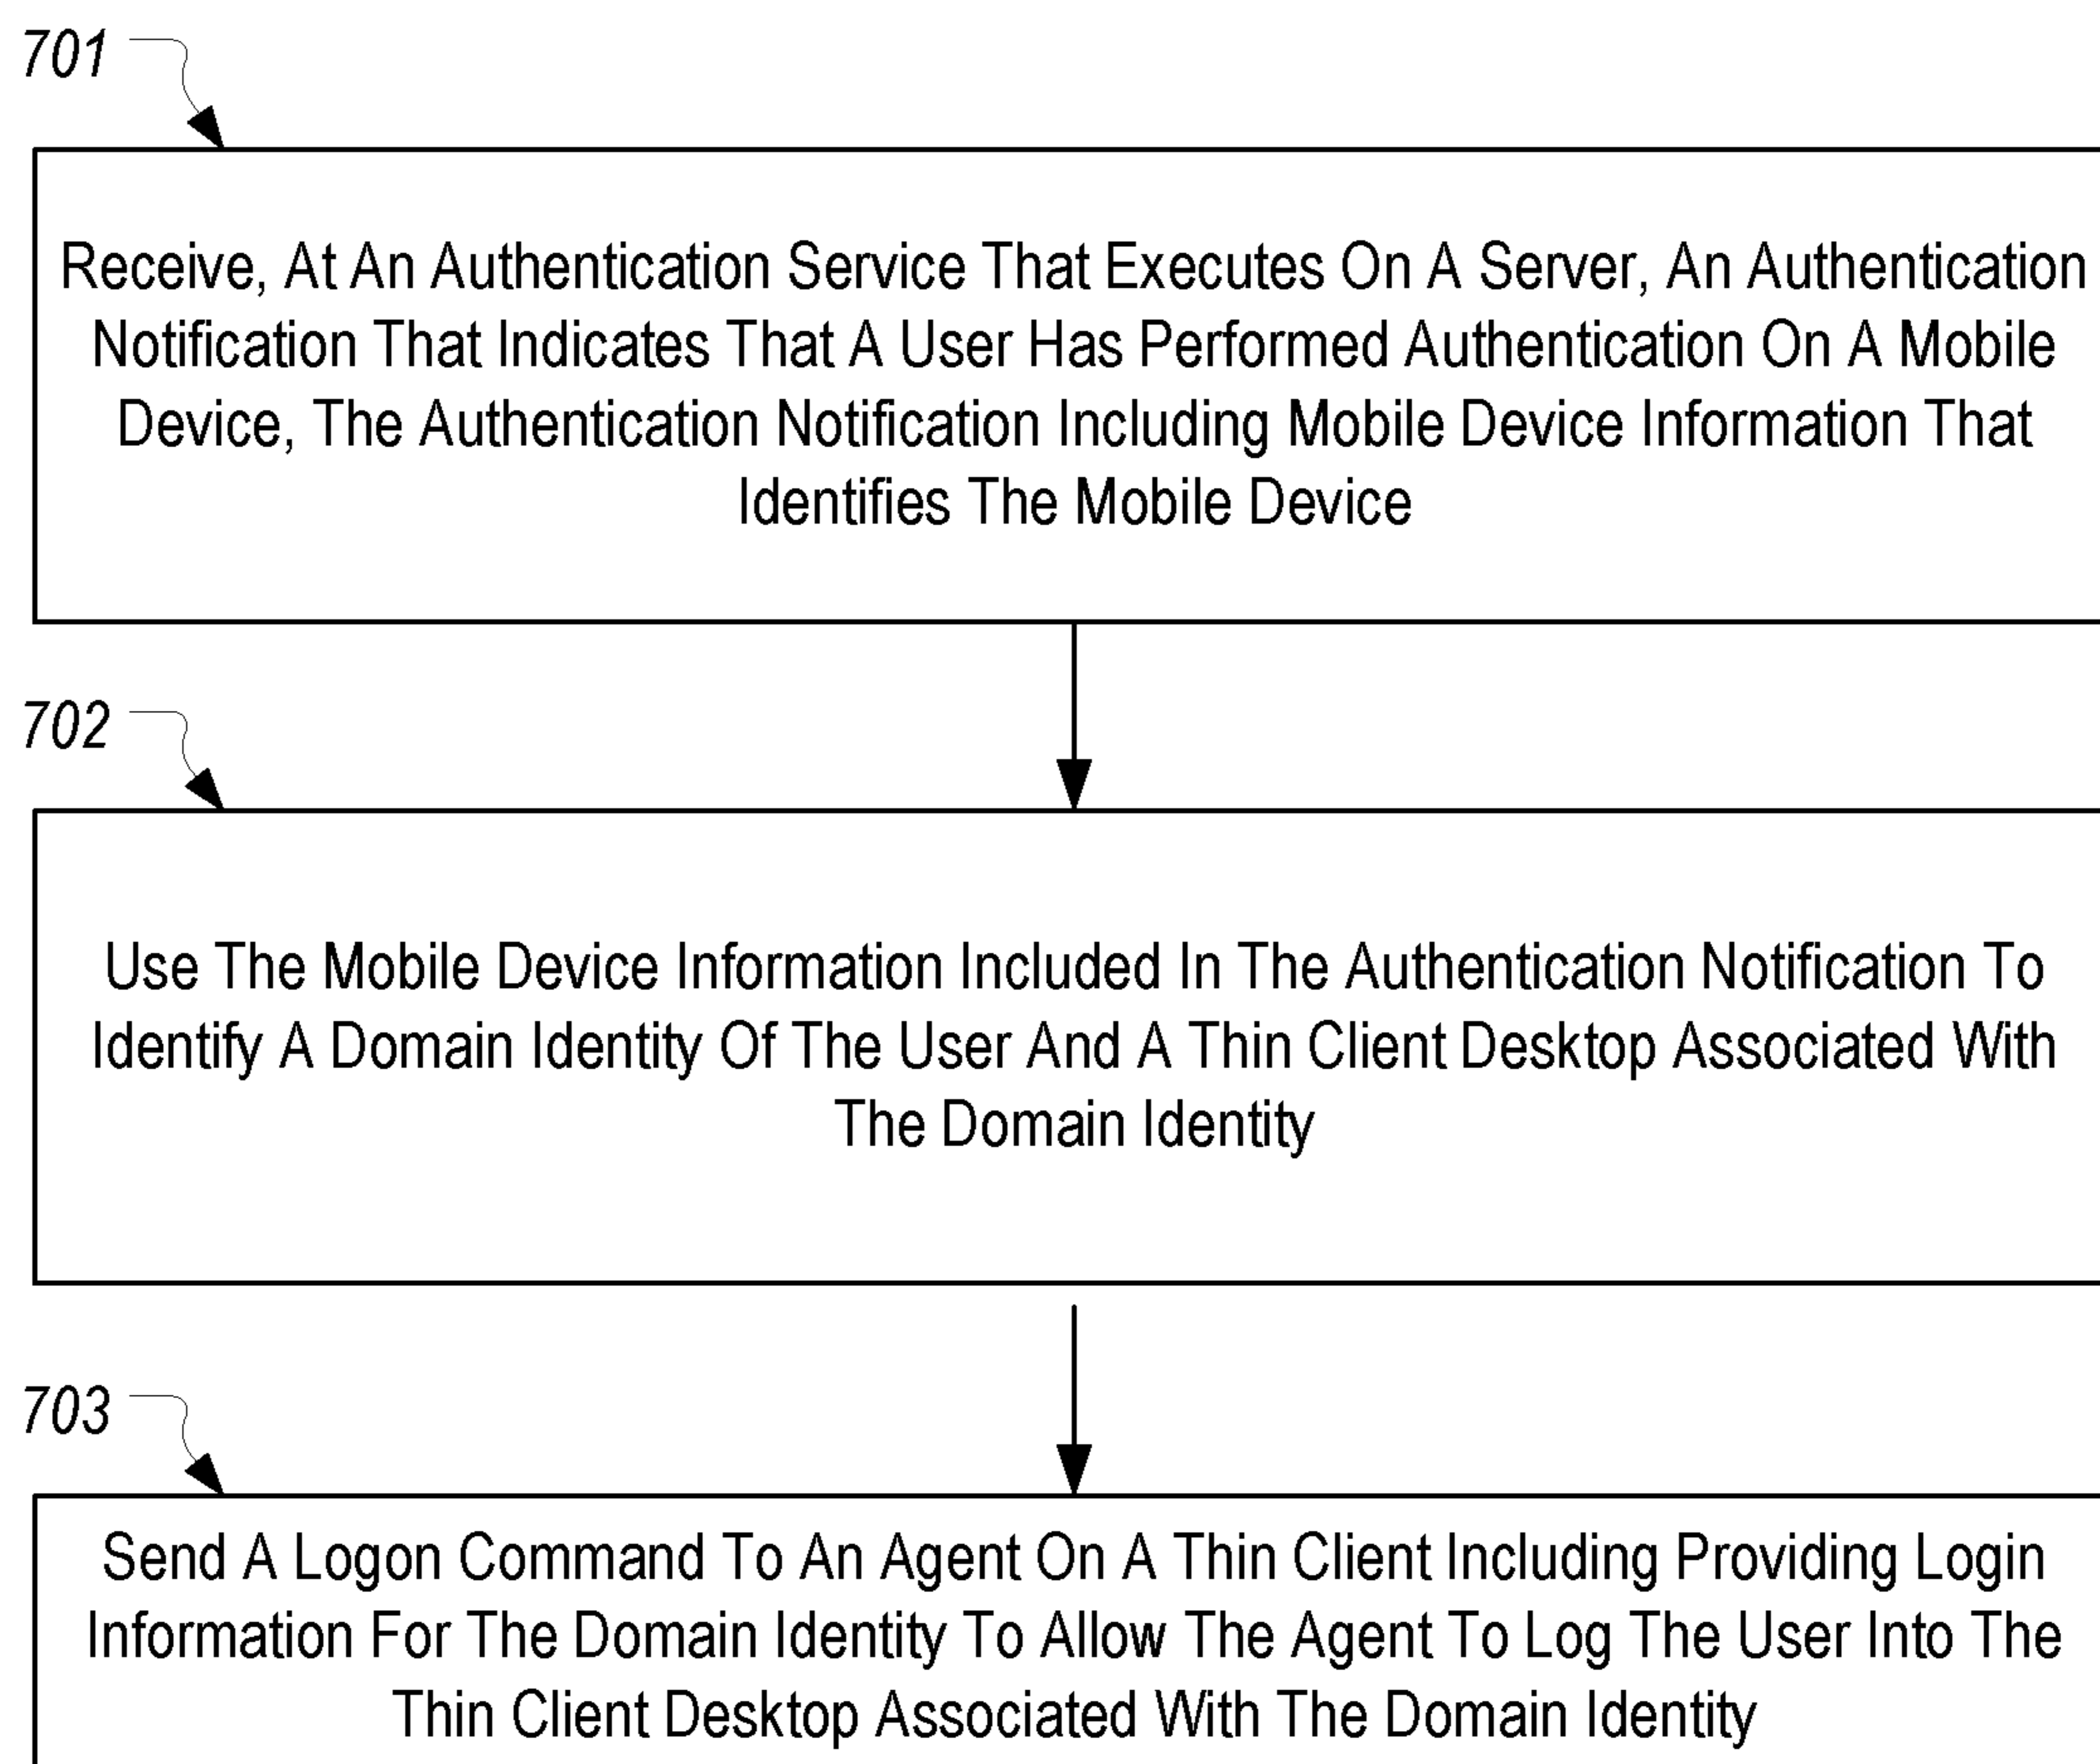 701
Receive, At An Authentication Service That Executes On A Server, An Authentication
Notification That Indicates That A User Has Performed Authentication On A Mobile
Device, The Authentication Notification Including Mobile Device Information That
Identifies The Mobile Device
702
Use The Mobile Device Information Included In The Authentication Notification To
Identify A Domain Identity Of The User And A Thin Client Desktop Associated With
The Domain Identity
703
Send A Logon Command To An Agent On A Thin Client Including Providing Login
Information For The Domain Identity To Allow The Agent To Log The User Into The
Thin Client Desktop Associated With The Domain Identity